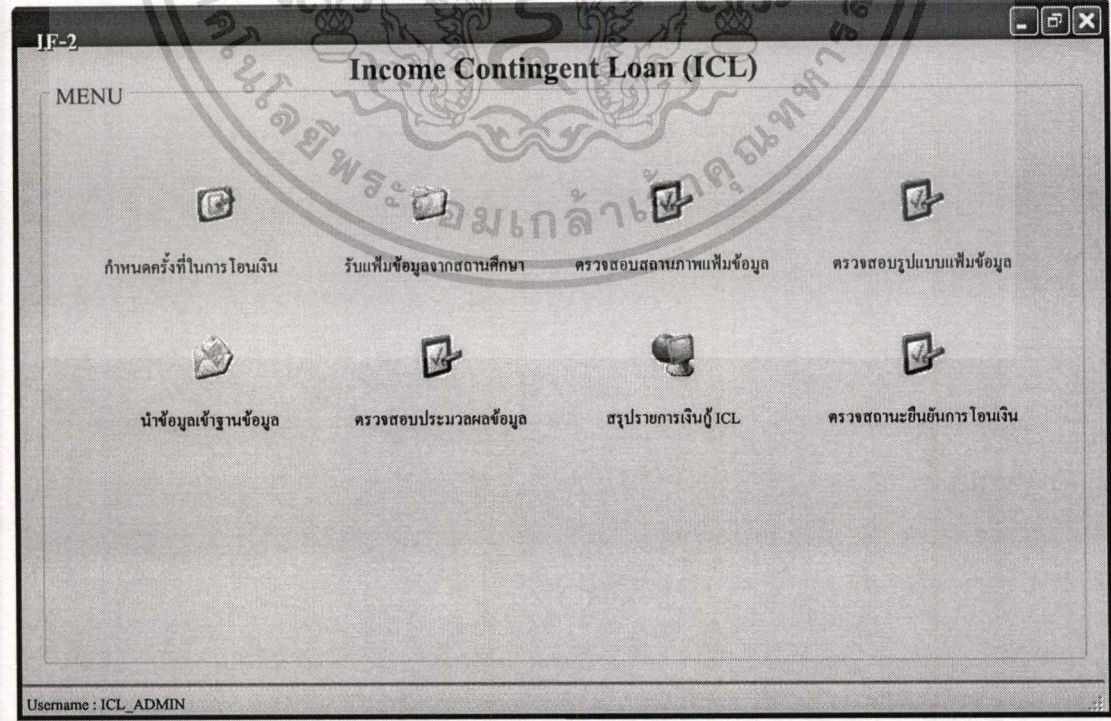 IF-2
Income Contingent Loan (ICL)
MENU
กำหนดครั้งที่ในการโอนเงิน
รับแฟ้มข้อมูลจากสถานศึกษา
ตรวจสอบสถานภาพแฟ้มข้อมูล
ตรวจสอบรูปแบบแฟ้มข้อมูล
นำข้อมูลเข้าฐานข้อมูล
ตรวจสอบประมวลผลข้อมูล
สรุปรายการเงินกู้ ICL
ตรวจสถานะยืนยันการโอนเงิน
Username : ICL_ADMIN